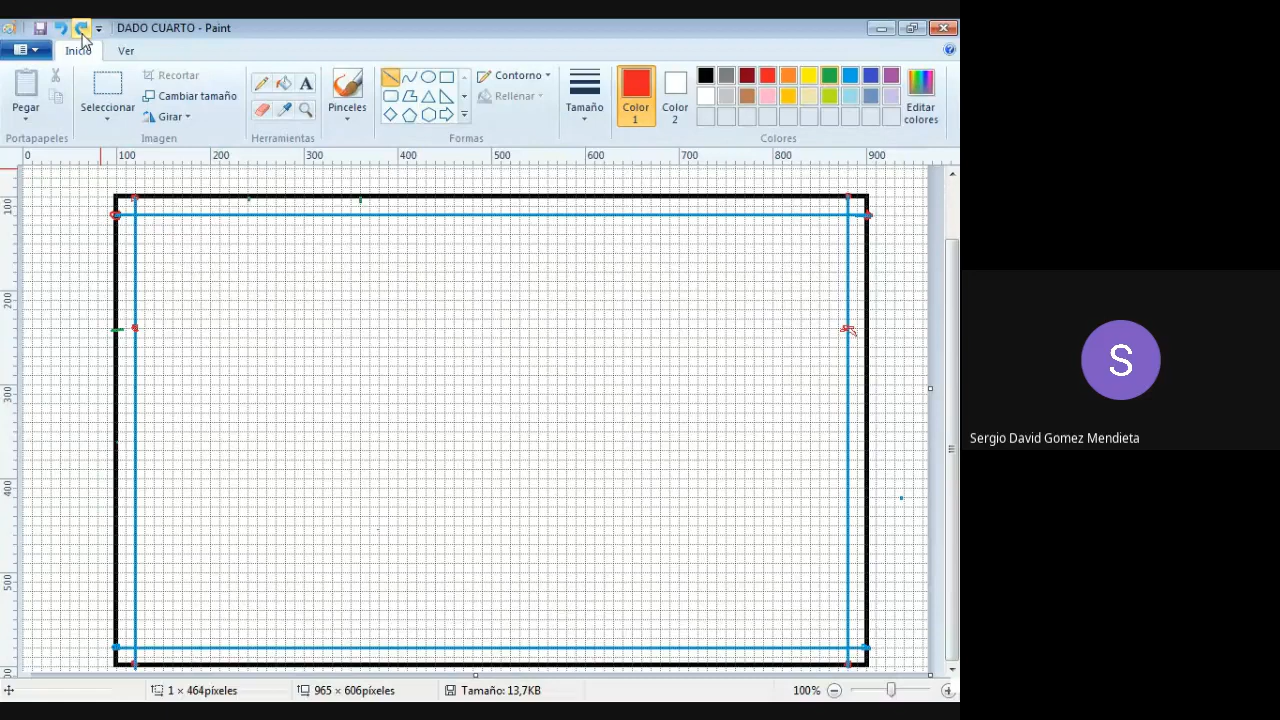 DADO CUARTO - Paint
Inicio
Ver
Pegar
Portapapeles
Seleccionar
Recortar
Cambiar tamaño
Girar
Imagen
A
Herramientas
Pinceles
Contorno
Rellenar
Formas
Tamaño
Color
1
Color
2
Editar
colores
Colores
0 100 200 300 400 500 600 700 800 900
100
200
300
400
500
S
Sergio David Gomez Mendieta
1 × 464píxeles
965 × 606píxeles
Tamaño: 13,7KB
100%